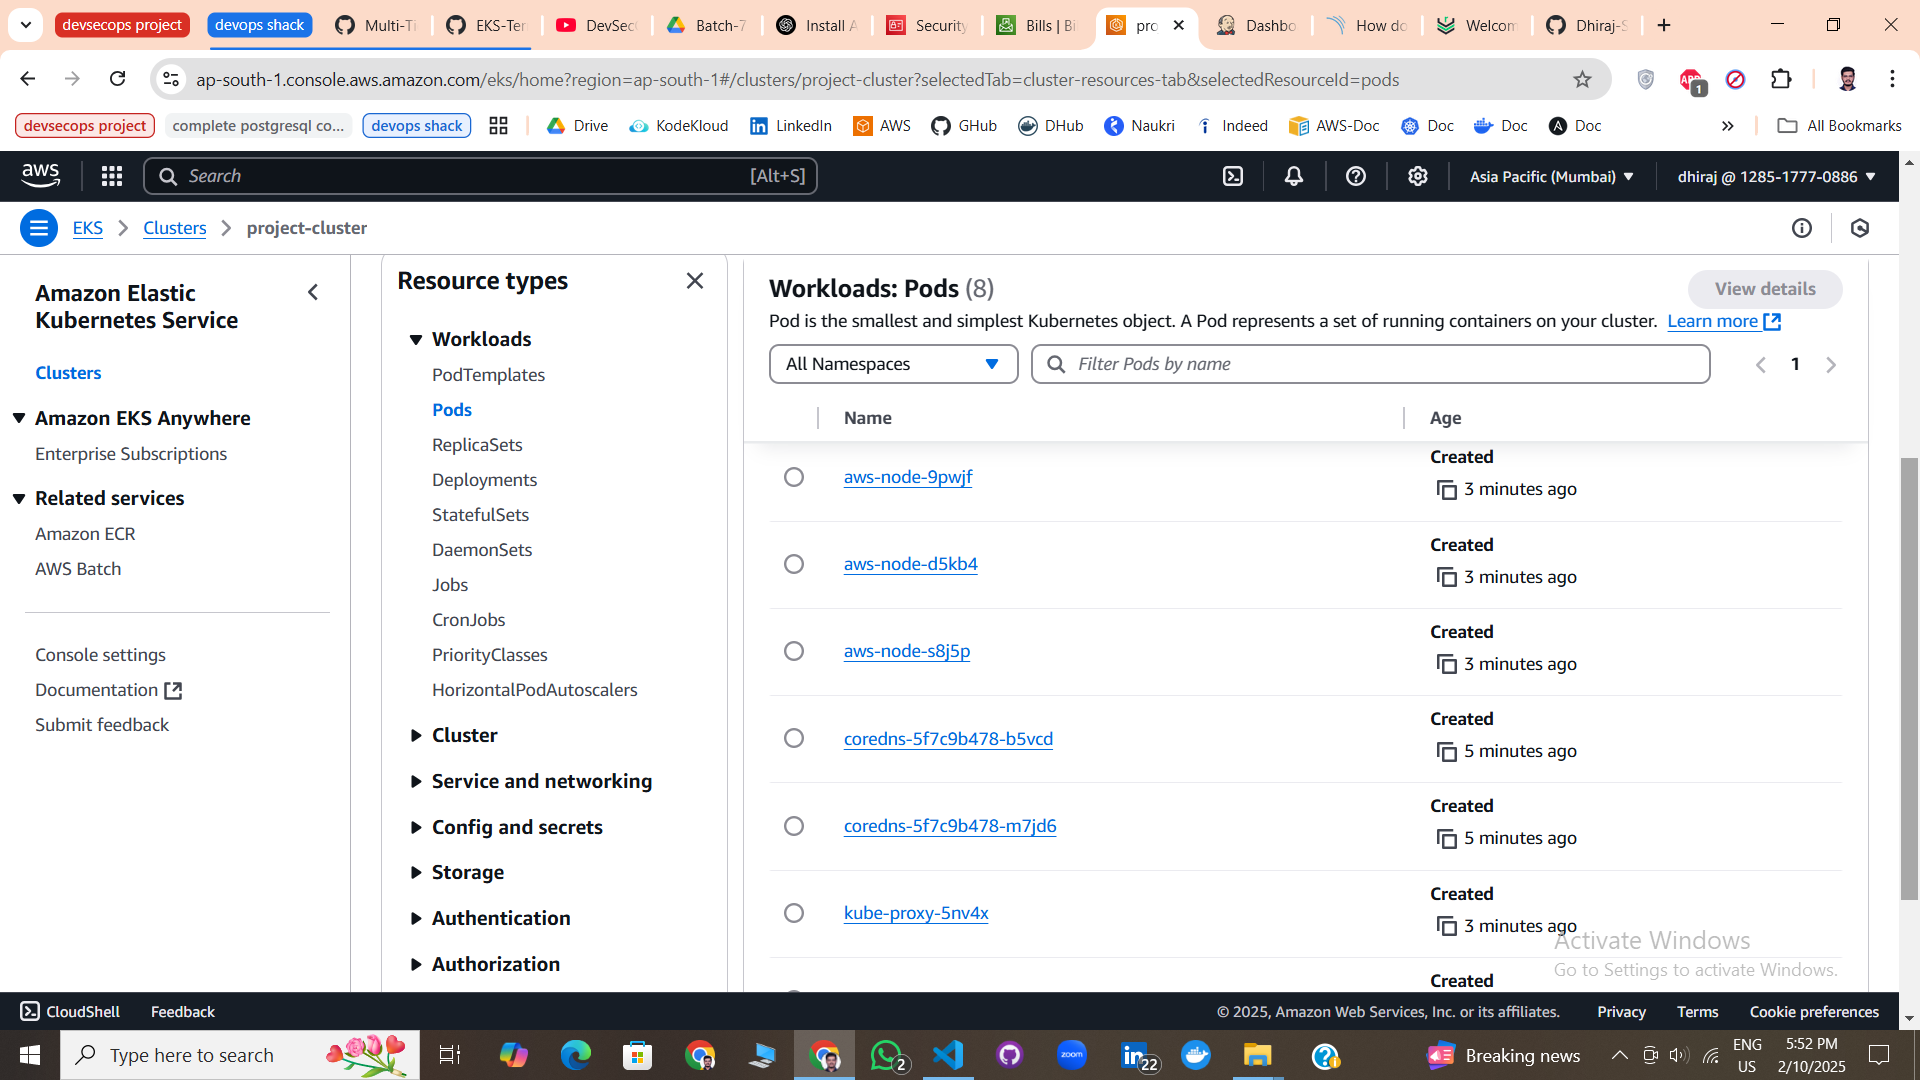 devsecops project
devops shack
Multi-Ti
EKS-Ter
DevSec
Batch-7
Install A
Security
Bills | Bi
pro
Dashbo
How do
Welcom
Dhiraj-S
ap-south-1.console.aws.amazon.com/eks/home?region=ap-south-1#/clusters/project-cluster?selectedTab=cluster-resources-tab&selectedResourceId=pods
ABP
1
devsecops project
complete postgresql co...
devops shack
Drive
KodeKloud
LinkedIn
AWS
GHub
DHub
Naukri
Indeed
AWS-Doc
Doc
Doc
Doc
All Bookmarks
aws
Search
[Alt+S]
Asia Pacific (Mumbai)
dhiraj @ 1285-1777-0886
EKS
Clusters
project-cluster
Amazon Elastic
Kubernetes Service
Clusters
Amazon EKS Anywhere
Enterprise Subscriptions
Related services
Amazon ECR
AWS Batch
Console settings
Documentation
Submit feedback
Resource types
Workloads
PodTemplates
Pods
ReplicaSets
Deployments
StatefulSets
DaemonSets
Jobs
CronJobs
PriorityClasses
HorizontalPodAutoscalers
Cluster
Service and networking
Config and secrets
Storage
Authentication
Authorization
Workloads: Pods (8)
View details
Pod is the smallest and simplest Kubernetes object. A Pod represents a set of running containers on your cluster. Learn more
All Namespaces
Filter Pods by name
1
Name
Age
aws-node-9pwjf
Created
3 minutes ago
aws-node-d5kb4
Created
3 minutes ago
aws-node-s8j5p
Created
3 minutes ago
coredns-5f7c9b478-b5vcd
Created
5 minutes ago
coredns-5f7c9b478-m7jd6
Created
5 minutes ago
kube-proxy-5nv4x
Created
3 minutes ago
Created
Activate Windows
Go to Settings to activate Windows.
CloudShell
Feedback
© 2025, Amazon Web Services, Inc. or its affiliates.
Privacy
Terms
Cookie preferences
Type here to search
2
zoom
22
Breaking news
ENG
US
5:52 PM
2/10/2025